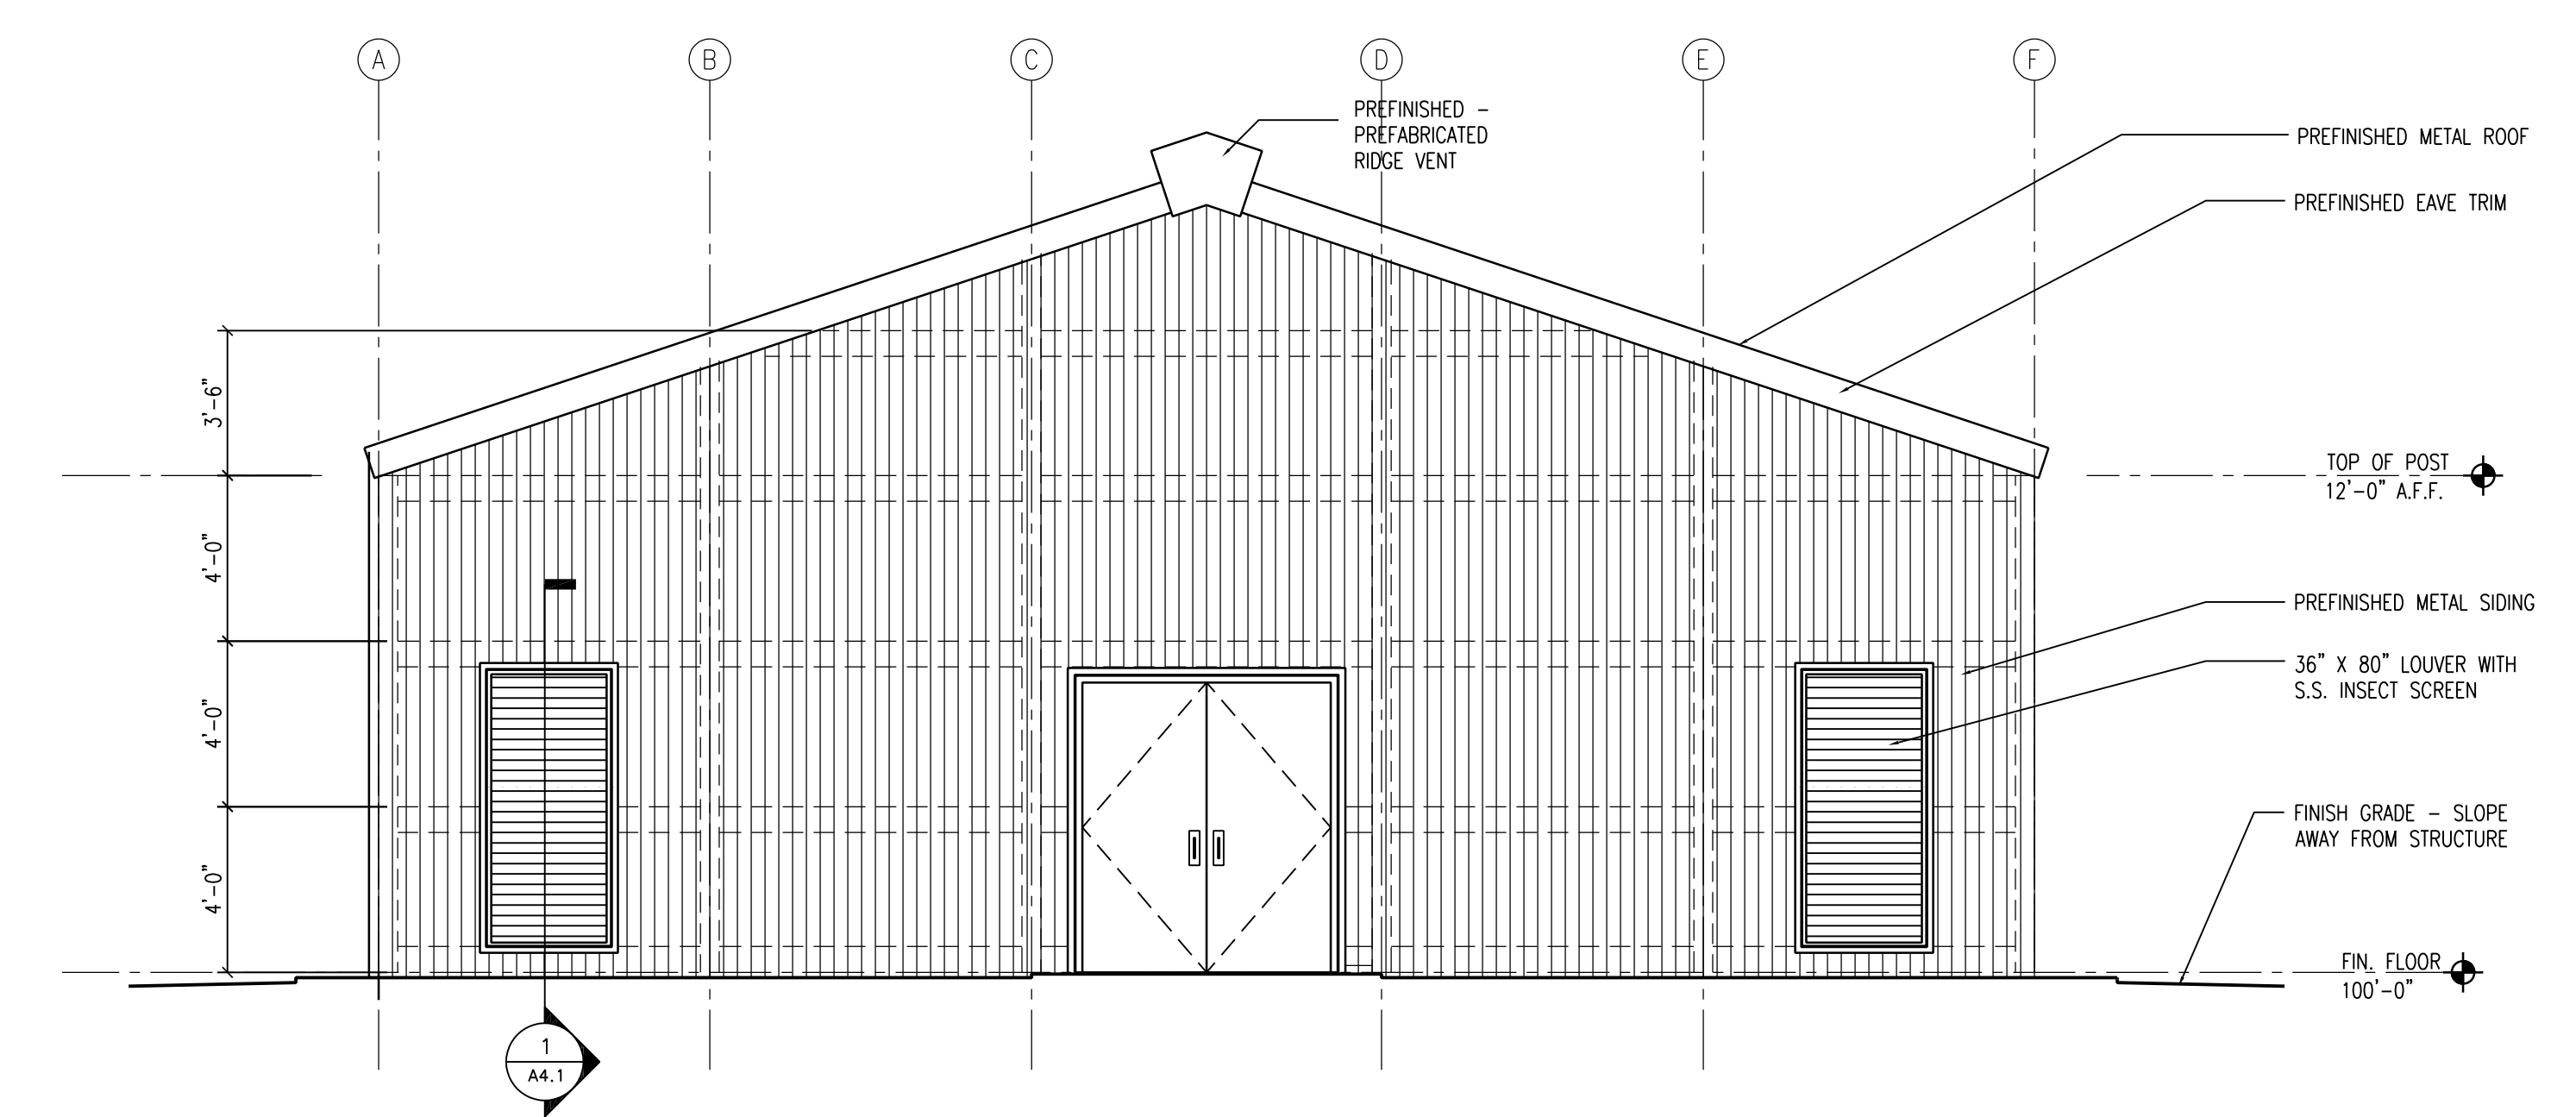 A
B
C
D
E
F
PREFINISHED –
PREFABRICATED
RIDGE VENT
PREFINISHED METAL ROOF
PREFINISHED EAVE TRIM
3'-6"
TOP OF POST
12'-0" A.F.F.
4'-0"
PREFINISHED METAL SIDING
36" X 80" LOUVER WITH
S.S. INSECT SCREEN
4'-0"
FINISH GRADE – SLOPE
AWAY FROM STRUCTURE
4'-0"
FIN. FLOOR
100'-0"
1
A4.1